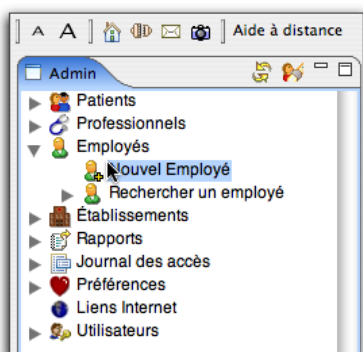 A A Aide à distance
Admin
Patients
Professionnels
Employés
Nouvel Employé
Rechercher un employé
Établissements
Rapports
Journal des accès
Préférences
Liens Internet
Utilisateurs